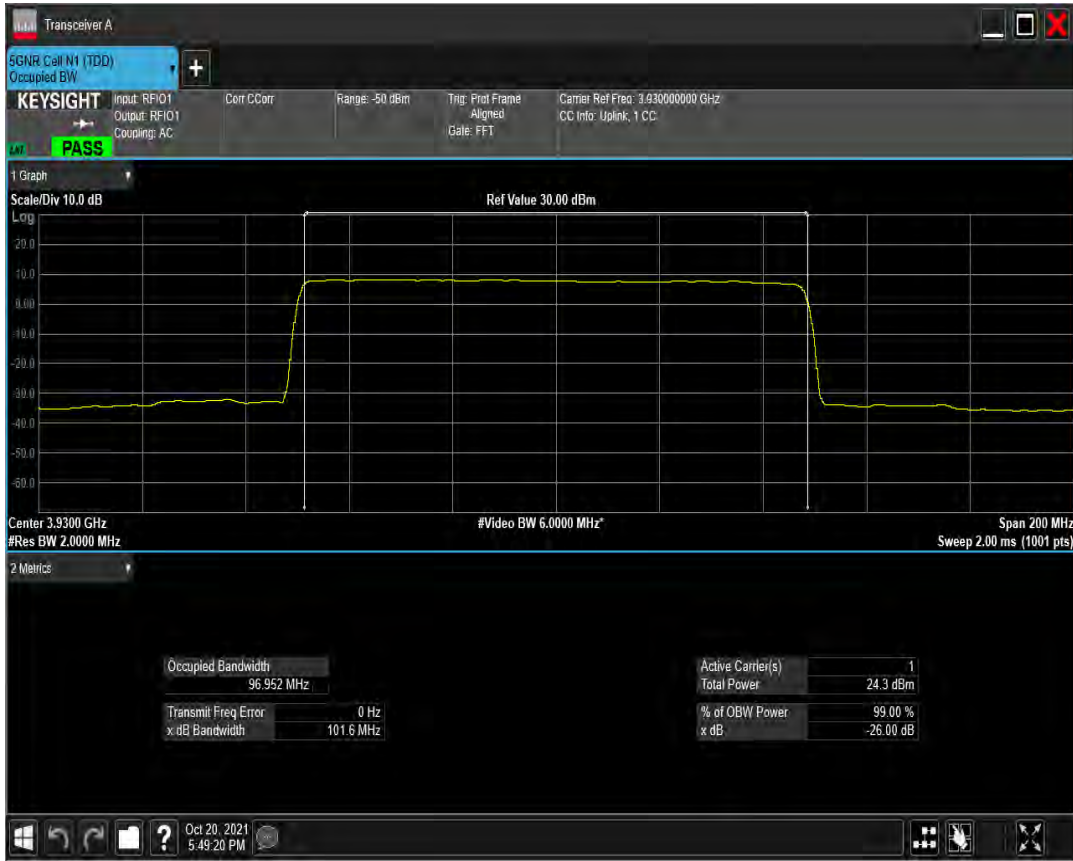 Transceiver A
5GNR Cell N1 (TDD)
Occupied BW
+
KEYSIGHT
PASS
Input: RFIO1
Output: RFIO1
Coupling: AC
Corr CCorr
Range: -50 dBm
Trig: Prot Frame
Aligned
Gate: FFT
Carrier Ref Freq: 3.930000000 GHz
CC Info: Uplink, 1 CC
1 Graph
Scale/Div 10.0 dB
Ref Value 30.00 dBm
Log
20.0
10.0
0.00
-10.0
-20.0
-30.0
-40.0
-50.0
-60.0
Center 3.9300 GHz
#Video BW 6.0000 MHz*
Span 200 MHz
#Res BW 2.0000 MHz
Sweep 2.00 ms (1001 pts)
2 Metrics
Occupied Bandwidth
96.952 MHz
Active Carrier(s) 1
Total Power 24.3 dBm
Transmit Freq Error 0 Hz
x dB Bandwidth 101.6 MHz
% of OBW Power 99.00 %
x dB -26.00 dB
?
Oct 20, 2021
5:49:20 PM